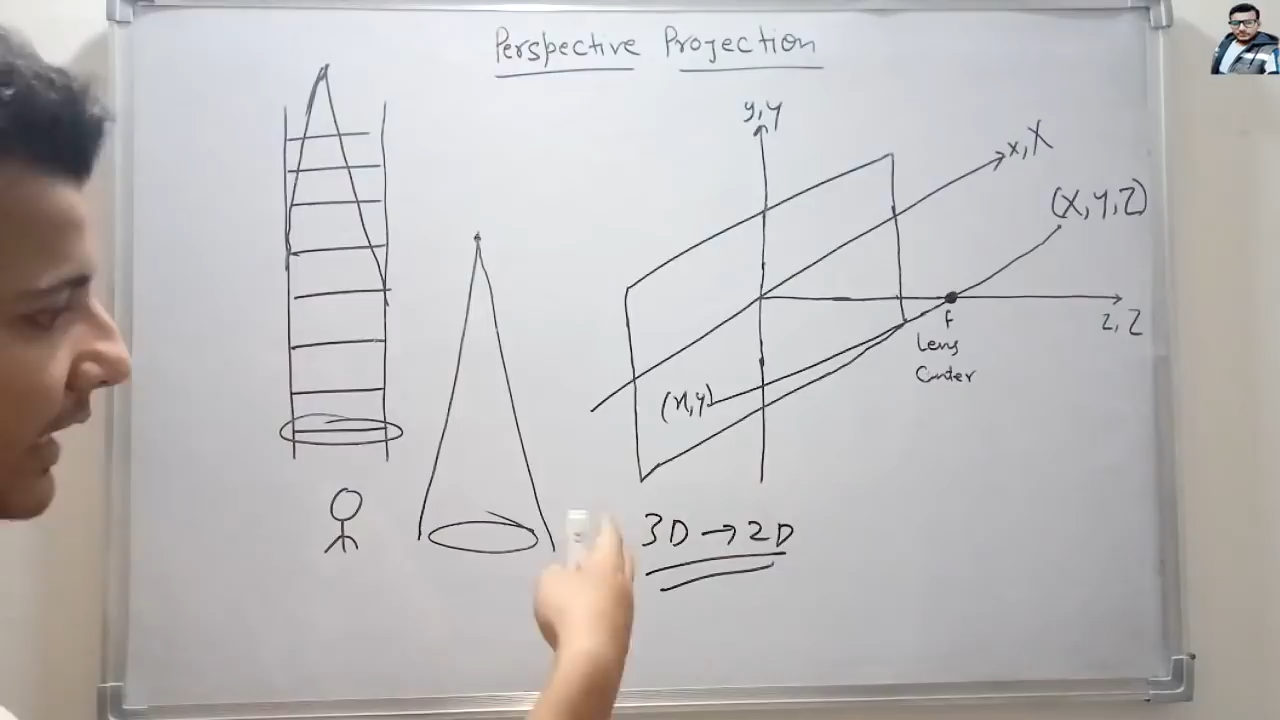 Perspective Projection
y,Y
x,X
(X,Y,Z)
f
z,Z
Lens
Center
(x,y)
3D→2D